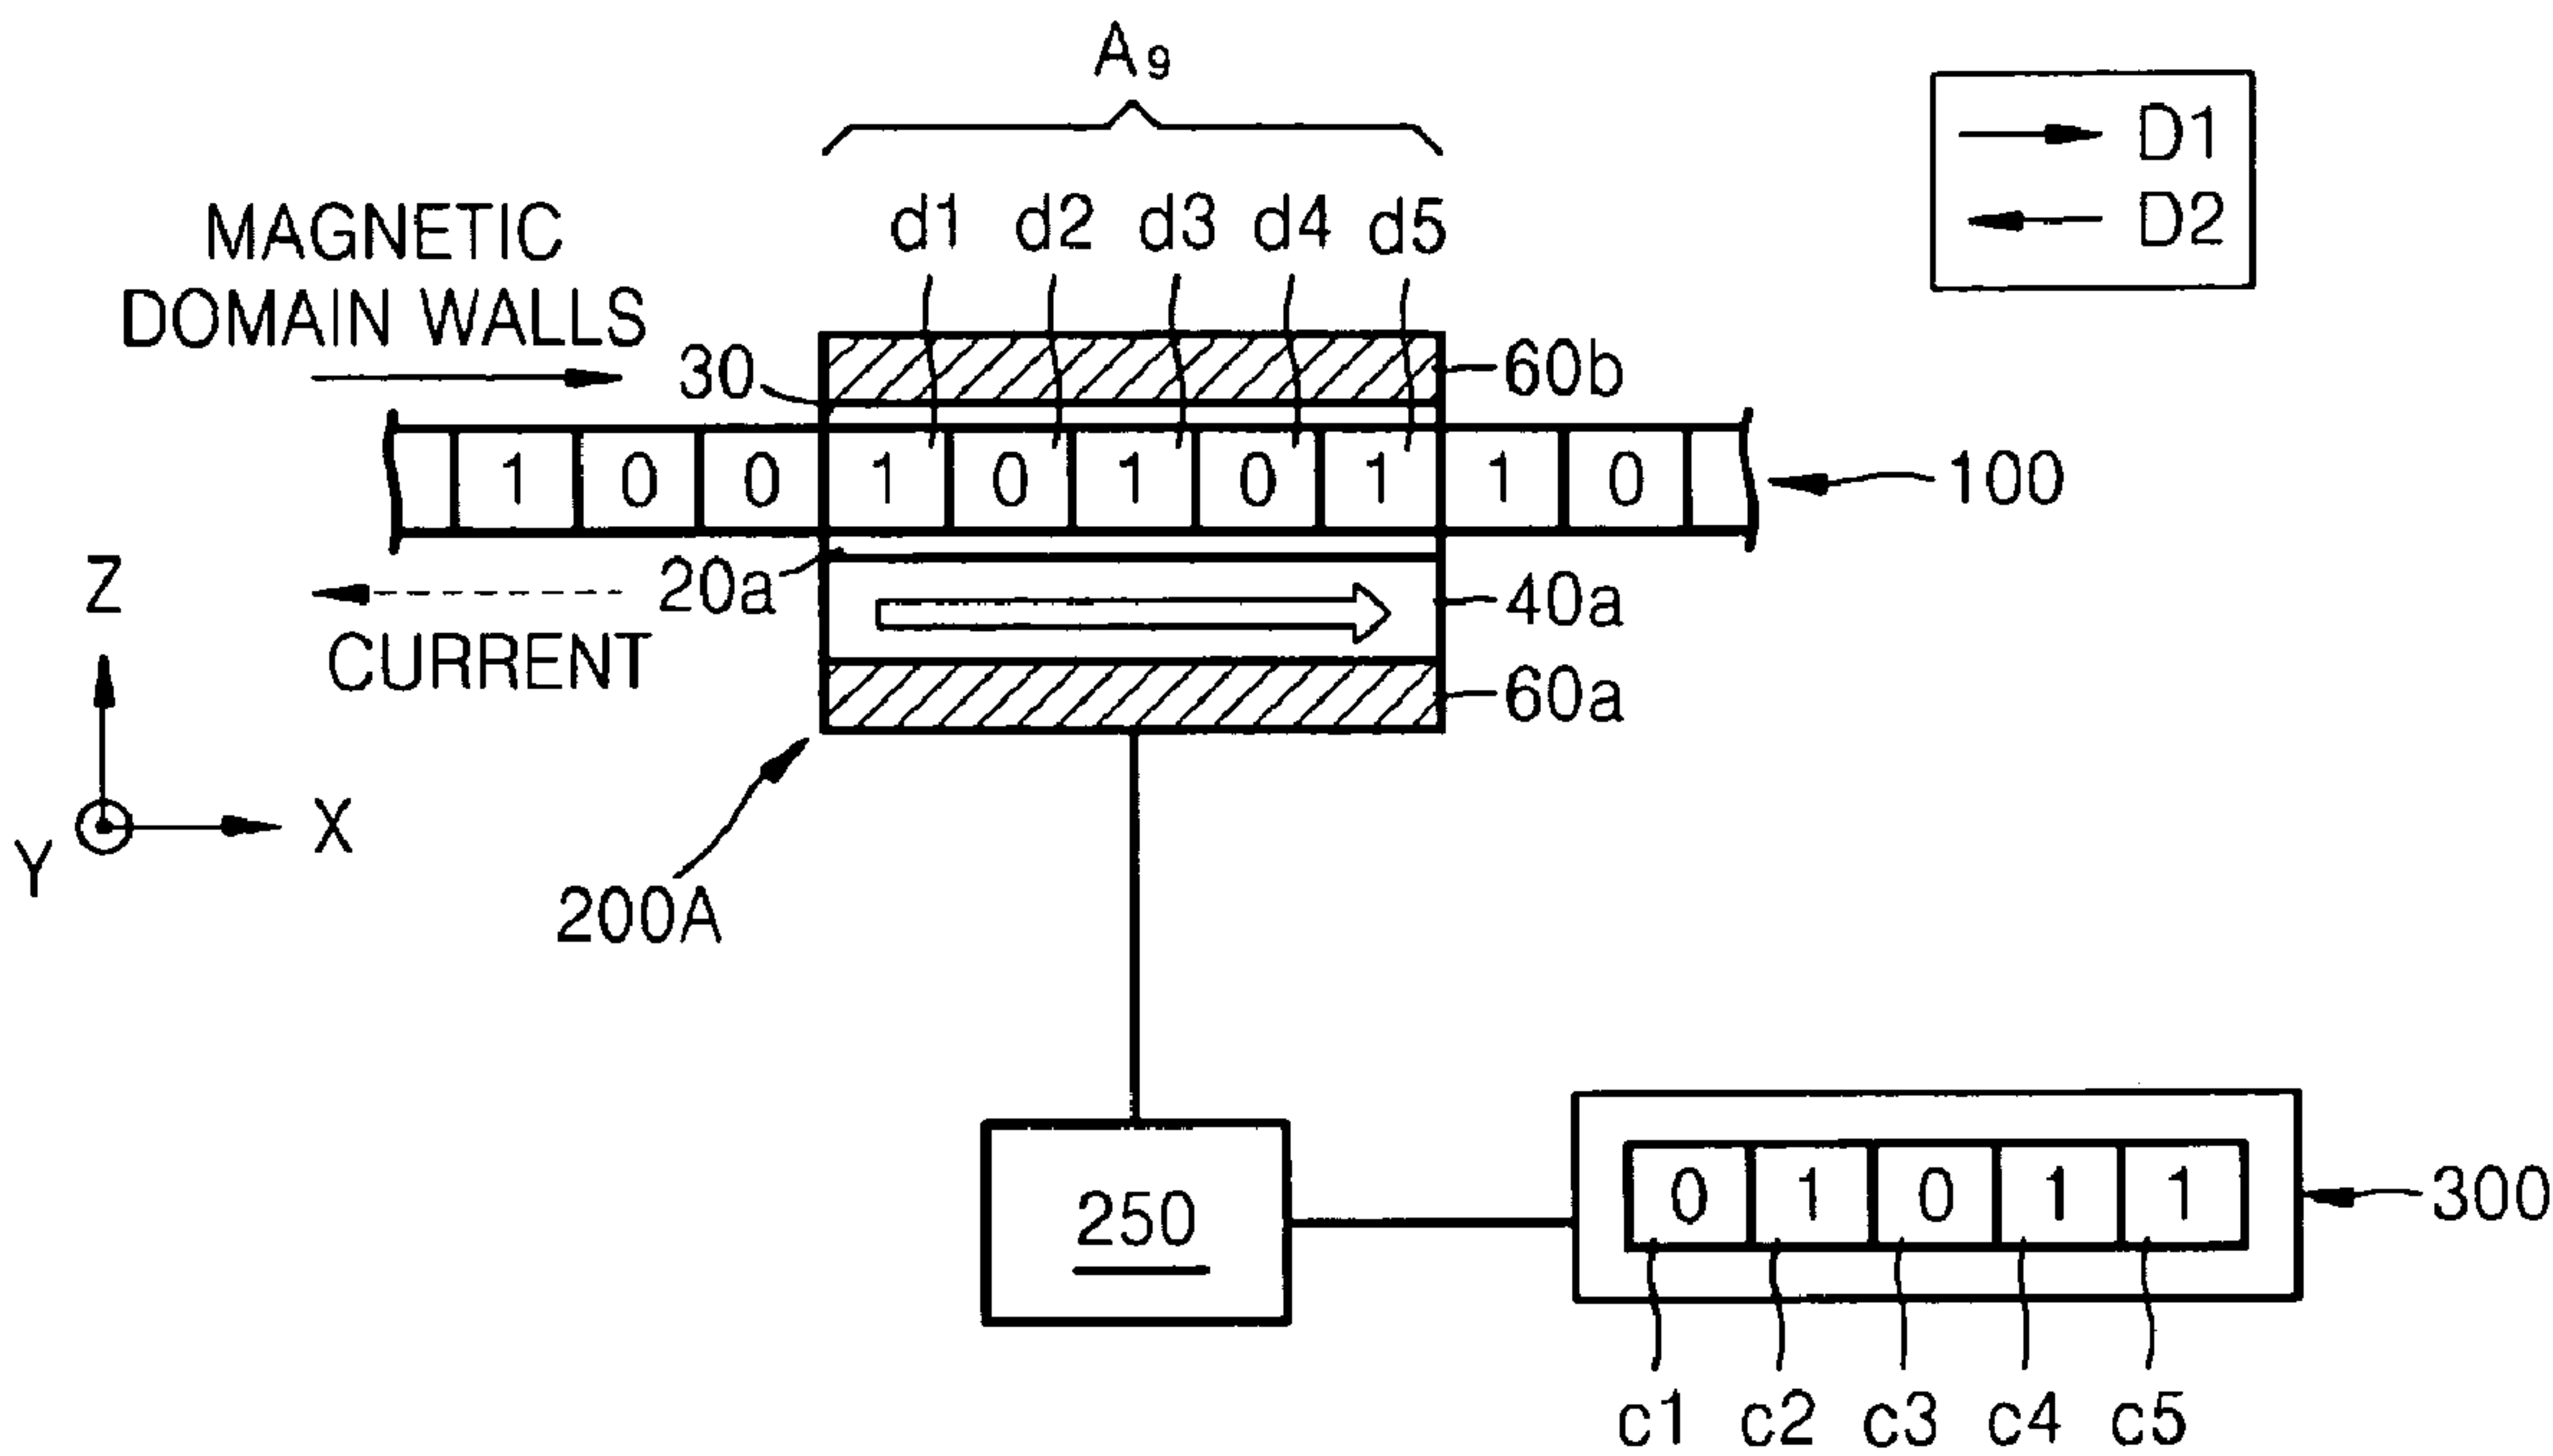 A9
D1
D2
d1 d2 d3 d4 d5
MAGNETIC
DOMAIN WALLS
30
60b
1 0 0 1 0 1 0 1 1 0
100
20a
40a
CURRENT
60a
Z
X
Y
200A
250
0 1 0 1 1
300
c1 c2 c3 c4 c5